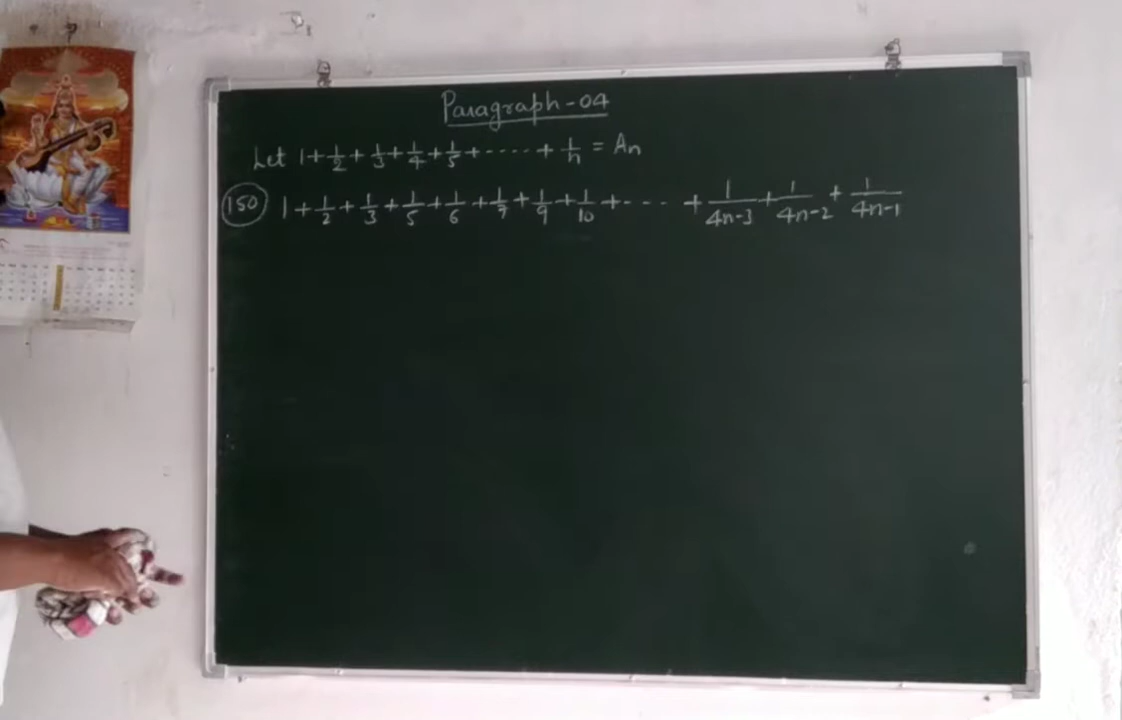 Paragraph-04
Let 1+1/2+1/3+1/4+1/5+.....+1/n = An
150 1+1/2+1/3+1/5+1/6+1/7+1/9+1/10+.... +1/4n-3+1/4n-2+1/4n-1